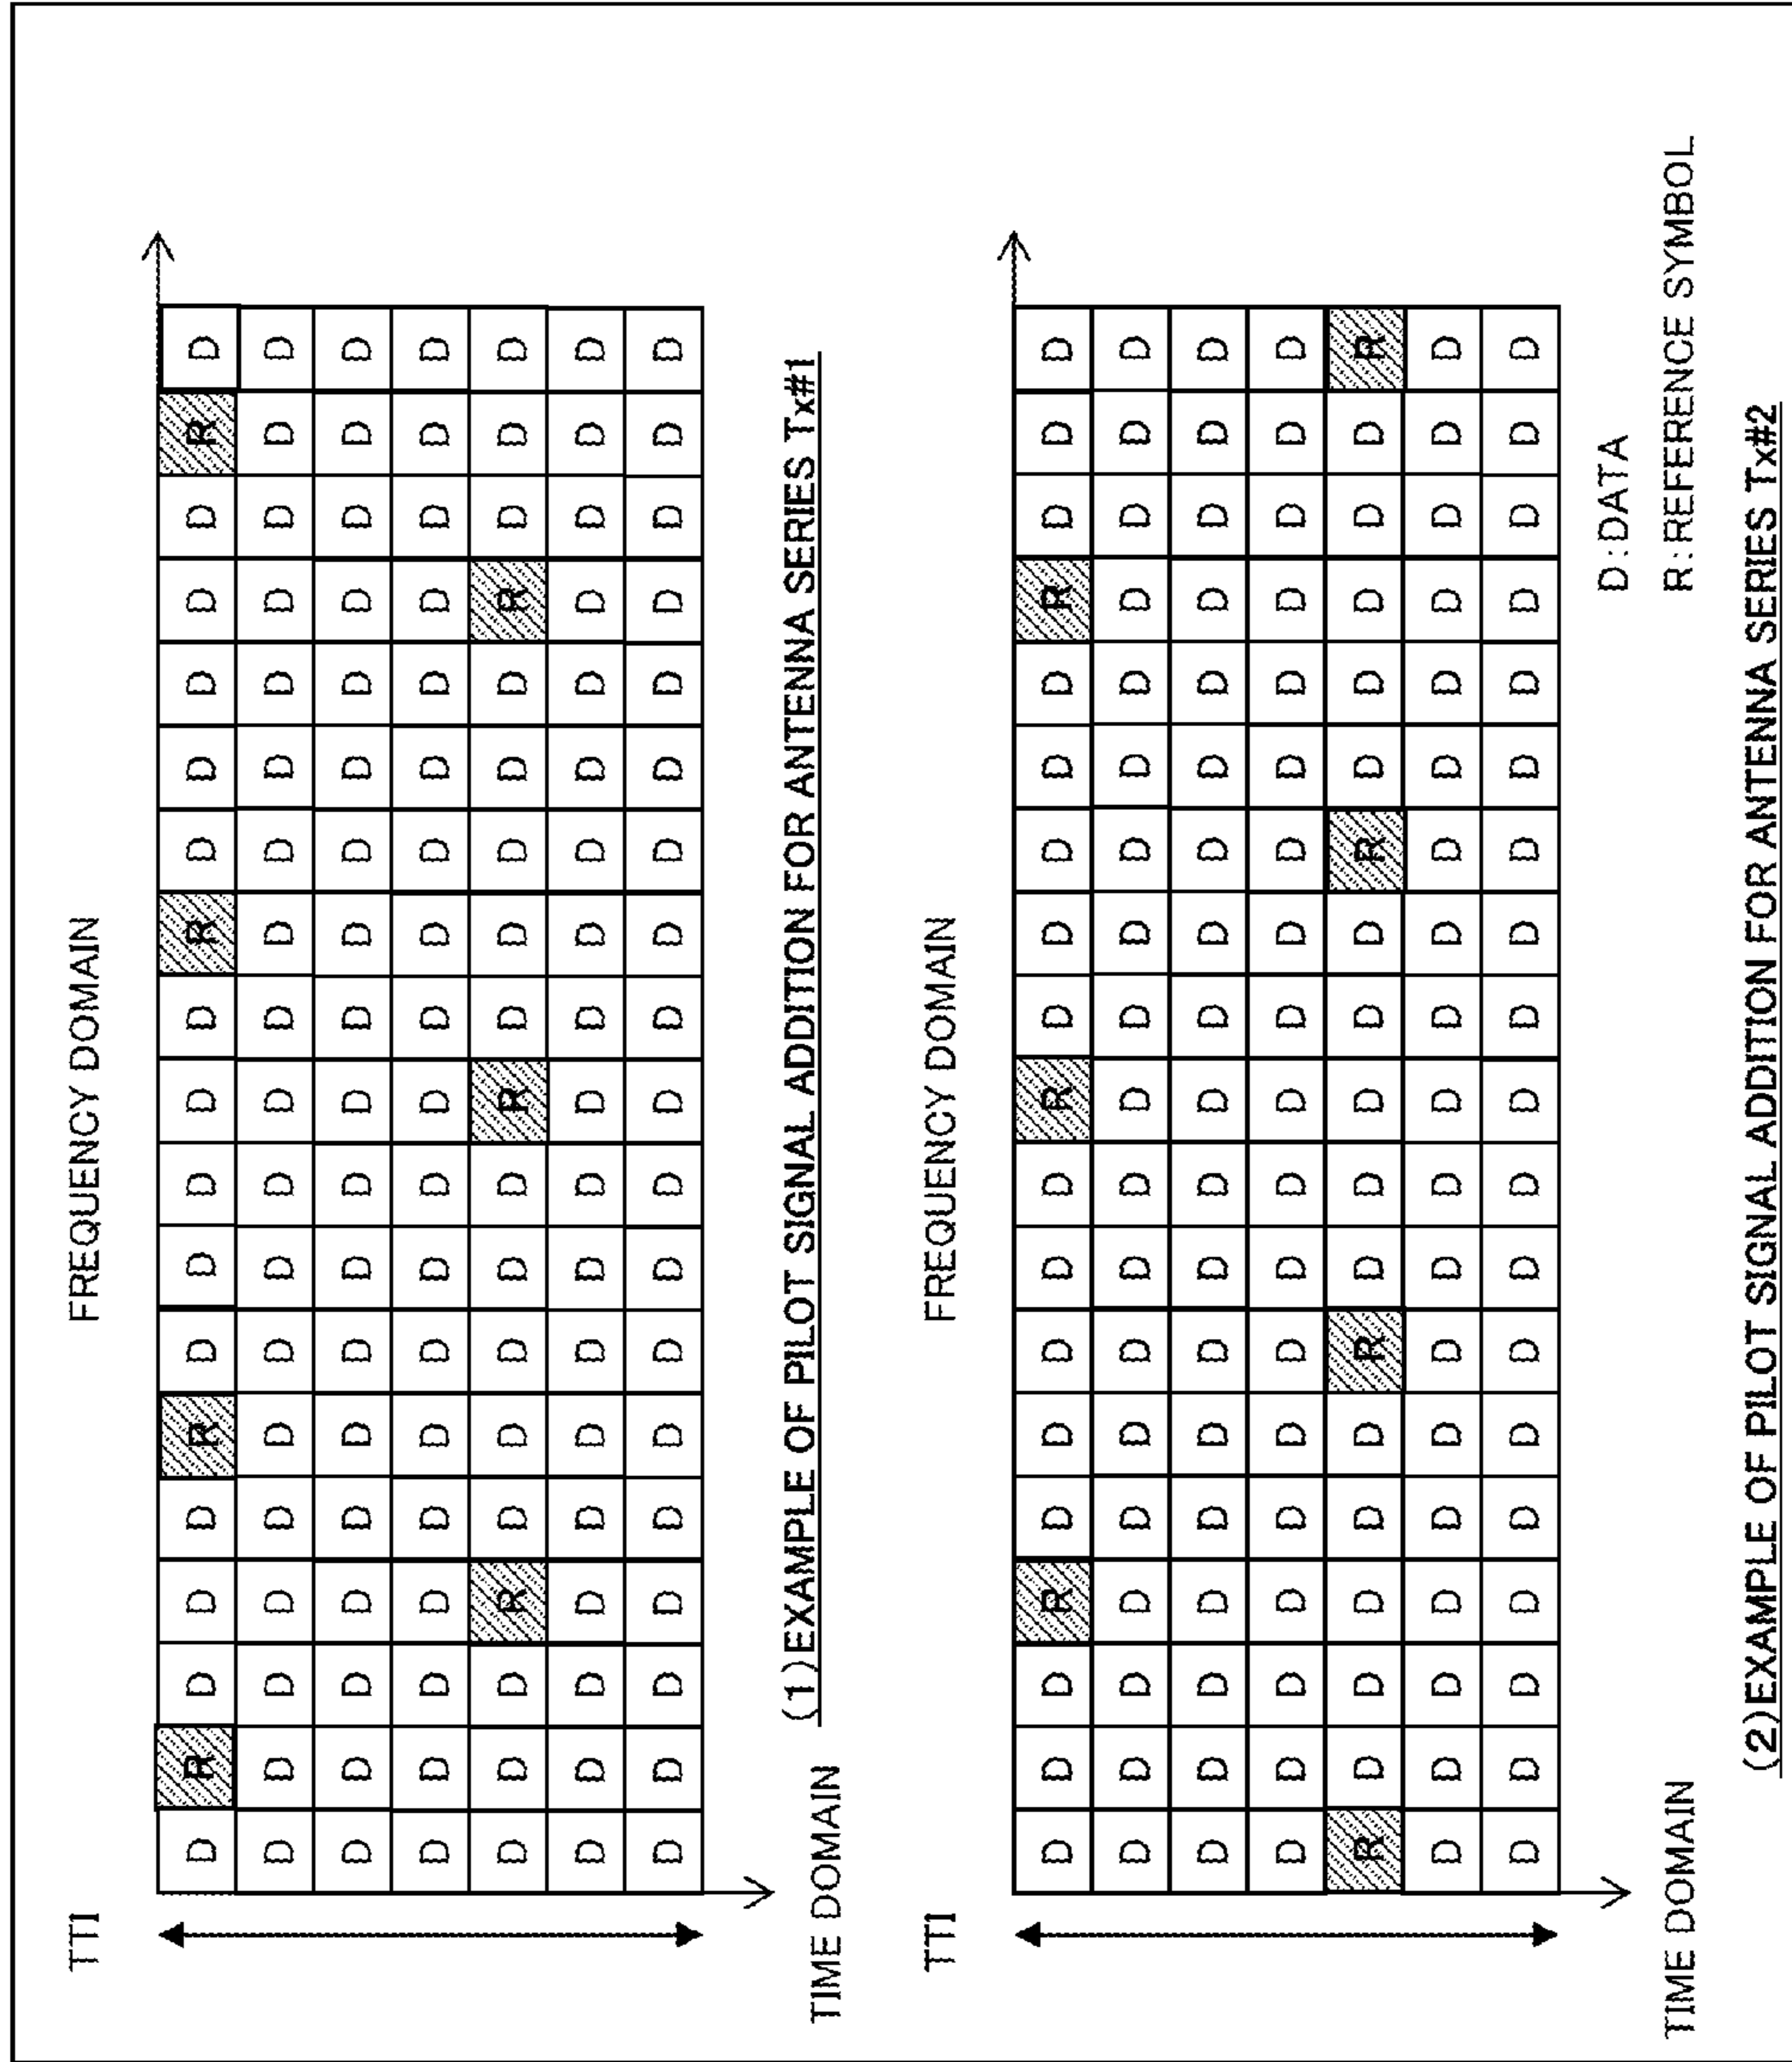 TTI FREQUENCY DOMAIN
D R D D D R D D D D D R D D D D D R D
D D D D D D D D D D D D D D D D D D D
D D D D D D D D D D D D D D D D D D D
D D D D D D D D D D D D D D D D D D D
D D D R D D D D D R D D D D D R D D D
D D D D D D D D D D D D D D D D D D D
D D D D D D D D D D D D D D D D D D D
(1)EXAMPLE OF PILOT SIGNAL ADDITION FOR ANTENNA SERIES Tx#1
TIME DOMAIN
TTI FREQUENCY DOMAIN
D D D R D D D D D R D D D D D R D D D
D D D D D D D D D D D D D D D D D D D
D D D D D D D D D D D D D D D D D D D
D D D D D D D D D D D D D D D D D D D
R D D D D D R D D D D D R D D D D D R
D D D D D D D D D D D D D D D D D D D
D D D D D D D D D D D D D D D D D D D
D:DATA
TIME DOMAIN
R:REFERENCE SYMBOL
(2)EXAMPLE OF PILOT SIGNAL ADDITION FOR ANTENNA SERIES Tx#2